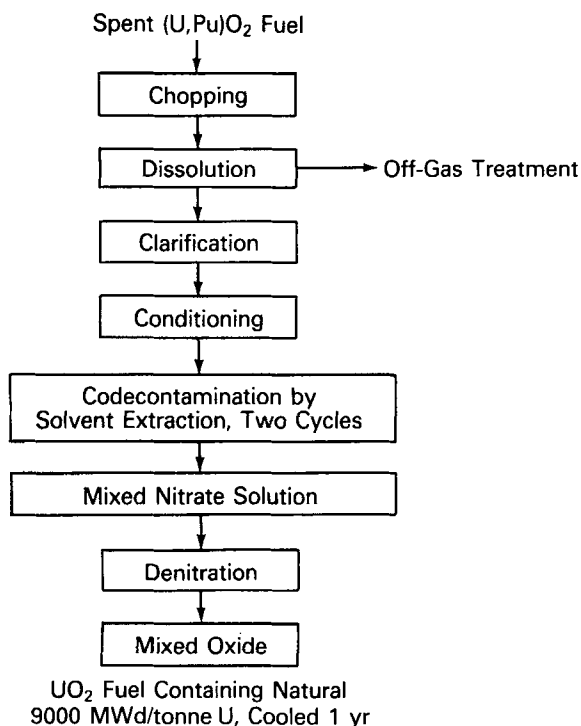 Spent (U,Pu)O₂ Fuel
Chopping
Dissolution
Off-Gas Treatment
Clarification
Conditioning
Codecontamination by
Solvent Extraction, Two Cycles
Mixed Nitrate Solution
Denitration
Mixed Oxide
UO₂ Fuel Containing Natural
9000 MWd/tonne U, Cooled 1 yr